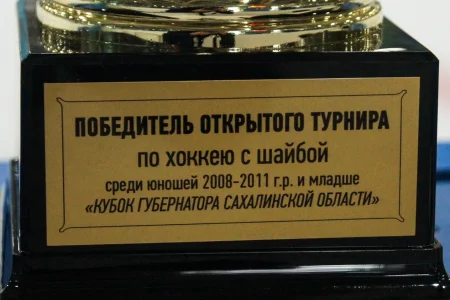 ПОБЕДИТЕЛЬ ОТКРЫТОГО ТУРНИРА
ПО ХОККЕЮ С ШАЙБОЙ
среди юношей 2008-2011 г.р. и младше
«КУБОК ГУБЕРНАТОРА САХАЛИНСКОЙ ОБЛАСТИ»